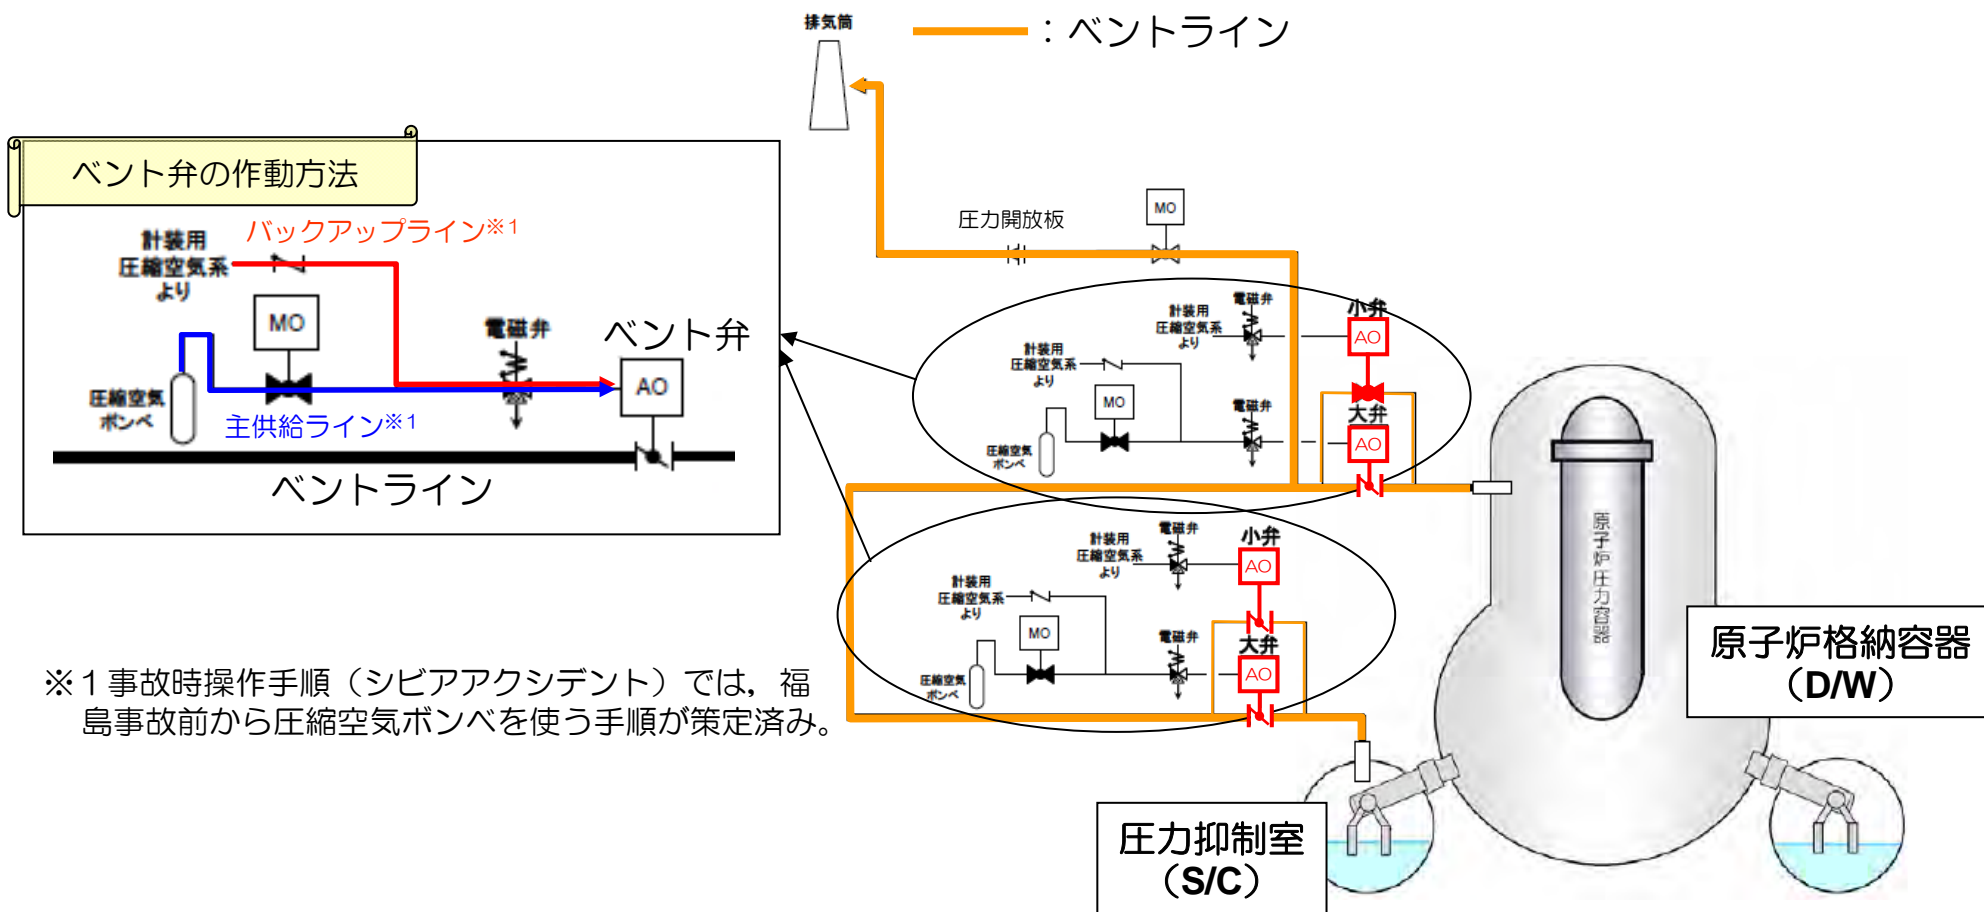 排気筒
：ベントライン
ベント弁の作動方法
バックアップライン※1
計装用
圧縮空気系
より
MO
電磁弁
ベント弁
AO
圧縮空気
ボンベ
主供給ライン※1
ベントライン
圧力開放板
MO
電磁弁
小弁
計装用
圧縮空気系
より
AO
計装用
圧縮空気系
より
MO
電磁弁
大弁
AO
圧縮空気
ボンベ
電磁弁
小弁
計装用
圧縮空気系
より
AO
計装用
圧縮空気系
より
MO
電磁弁
大弁
AO
圧縮空気
ボンベ
原子炉圧力容器
原子炉格納容器
（D/W）
圧力抑制室
（S/C）
※1 事故時操作手順（シビアアクシデント）では，福
島事故前から圧縮空気ボンベを使う手順が策定済み。